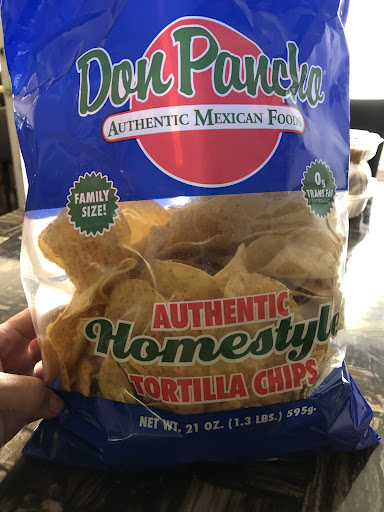 Don Pancho
AUTHENTIC MEXICAN FOODS
FAMILY
SIZE!
0g
TRANS FAT
AUTHENTIC
Homestyle
TORTILLA CHIPS
NET WT. 21 OZ. (1.3 LBS.) 595g